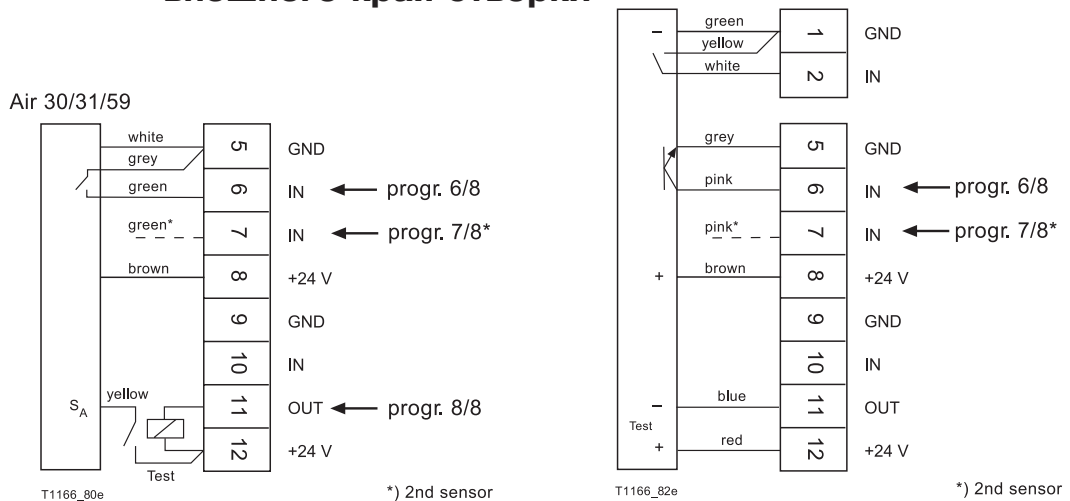 внешнего края створки
Air 30/31/59
white
grey
green
green*
brown
S_A
yellow
Test
5 GND
6 IN ← progr. 6/8
7 IN ← progr. 7/8*
8 +24 V
9 GND
10 IN
11 OUT ← progr. 8/8
12 +24 V
T1166_80e
*) 2nd sensor
– green
yellow
white
1 GND
2 IN
grey
pink
pink*
+ brown
– blue
Test
+ red
5 GND
6 IN ← progr. 6/8
7 IN ← progr. 7/8*
8 +24 V
9 GND
10 IN
11 OUT
12 +24 V
T1166_82e
*) 2nd sensor